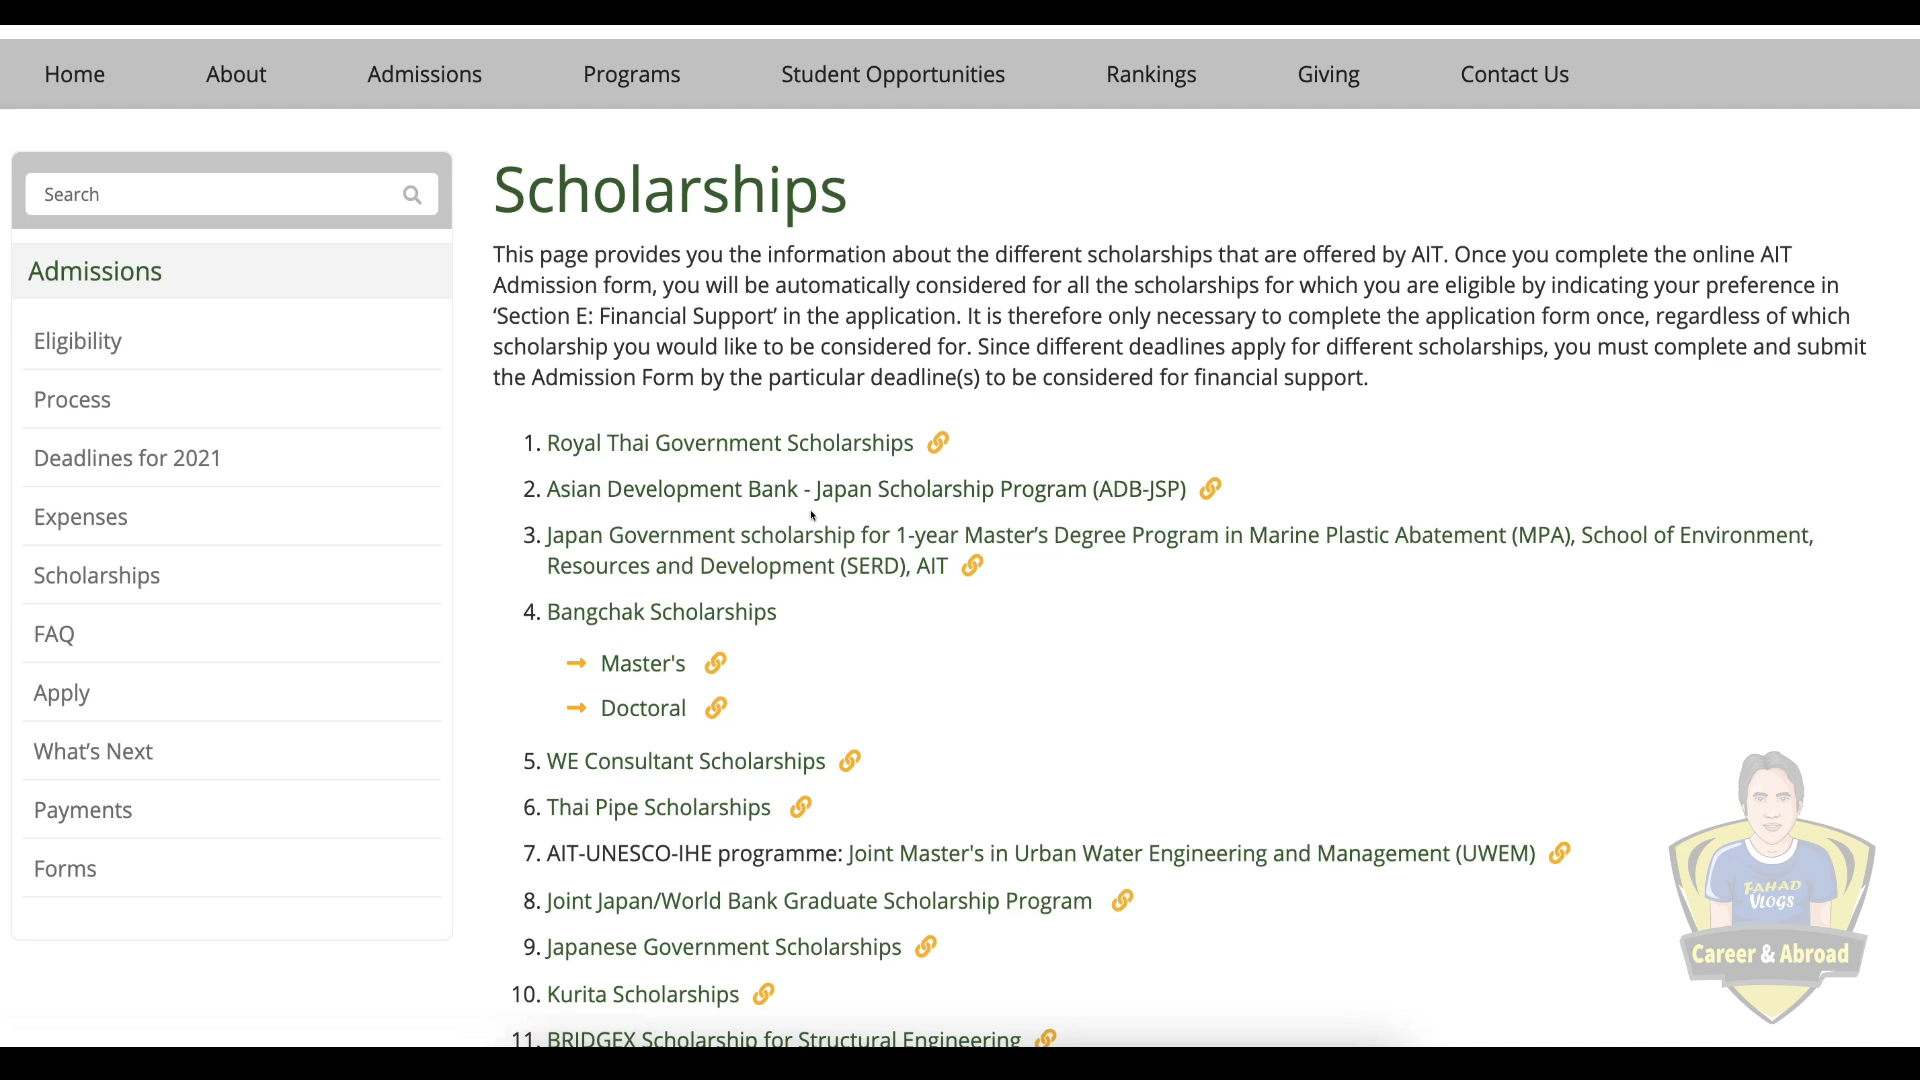 Home About Admissions Programs Student Opportunities Rankings Giving Contact Us
Search
Admissions
Eligibility
Process
Deadlines for 2021
Expenses
Scholarships
FAQ
Apply
What's Next
Payments
Forms
Scholarships
This page provides you the information about the different scholarships that are offered by AIT. Once you complete the online AIT
Admission form, you will be automatically considered for all the scholarships for which you are eligible by indicating your preference in
‘Section E: Financial Support’ in the application. It is therefore only necessary to complete the application form once, regardless of which
scholarship you would like to be considered for. Since different deadlines apply for different scholarships, you must complete and submit
the Admission Form by the particular deadline(s) to be considered for financial support.
1. Royal Thai Government Scholarships
2. Asian Development Bank - Japan Scholarship Program (ADB-JSP)
3. Japan Government scholarship for 1-year Master’s Degree Program in Marine Plastic Abatement (MPA), School of Environment,
Resources and Development (SERD), AIT
4. Bangchak Scholarships
Master's
Doctoral
5. WE Consultant Scholarships
6. Thai Pipe Scholarships
7. AIT-UNESCO-IHE programme: Joint Master's in Urban Water Engineering and Management (UWEM)
8. Joint Japan/World Bank Graduate Scholarship Program
9. Japanese Government Scholarships
10. Kurita Scholarships
11. BRIDGEX Scholarship for Structural Engineering
FAHAD
VLOGS
Career & Abroad